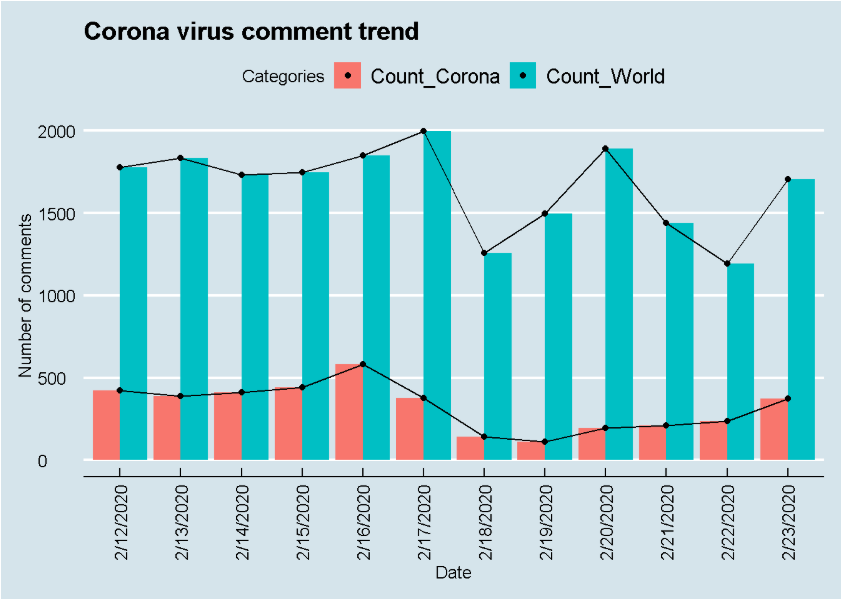 Corona virus comment trend
Categories Count_Corona Count_World
Number of comments
2000
1500
1000
500
0
2/12/2020 2/13/2020 2/14/2020 2/15/2020 2/16/2020 2/17/2020 2/18/2020 2/19/2020 2/20/2020 2/21/2020 2/22/2020 2/23/2020
Date